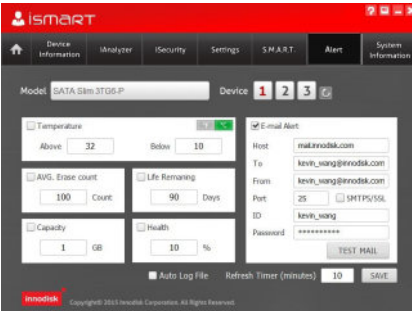 ismart
Device Information
iAnalyzer
iSecurity
Settings
S.M.A.R.T.
Alert
System Information
Model SATA Slim 3TG6-P Device 1 2 3
Temperature
Above 32 Below 10
AVG. Erase count
100 Count
Life Remaning
90 Days
Capacity
1 GB
Health
10 %
E-mail Alert
Host mail.innodisk.com
To kevin_wang@innodisk.com
From kevin_wang@innodisk.com
Port 25 SMTPS/SSL
ID kevin_wang
Password **********
TEST MAIL
Auto Log File Refresh Timer (minutes) 10 SAVE
innodisk Copyright© 2015 Innodisk Corporation. All Rights Reserved.